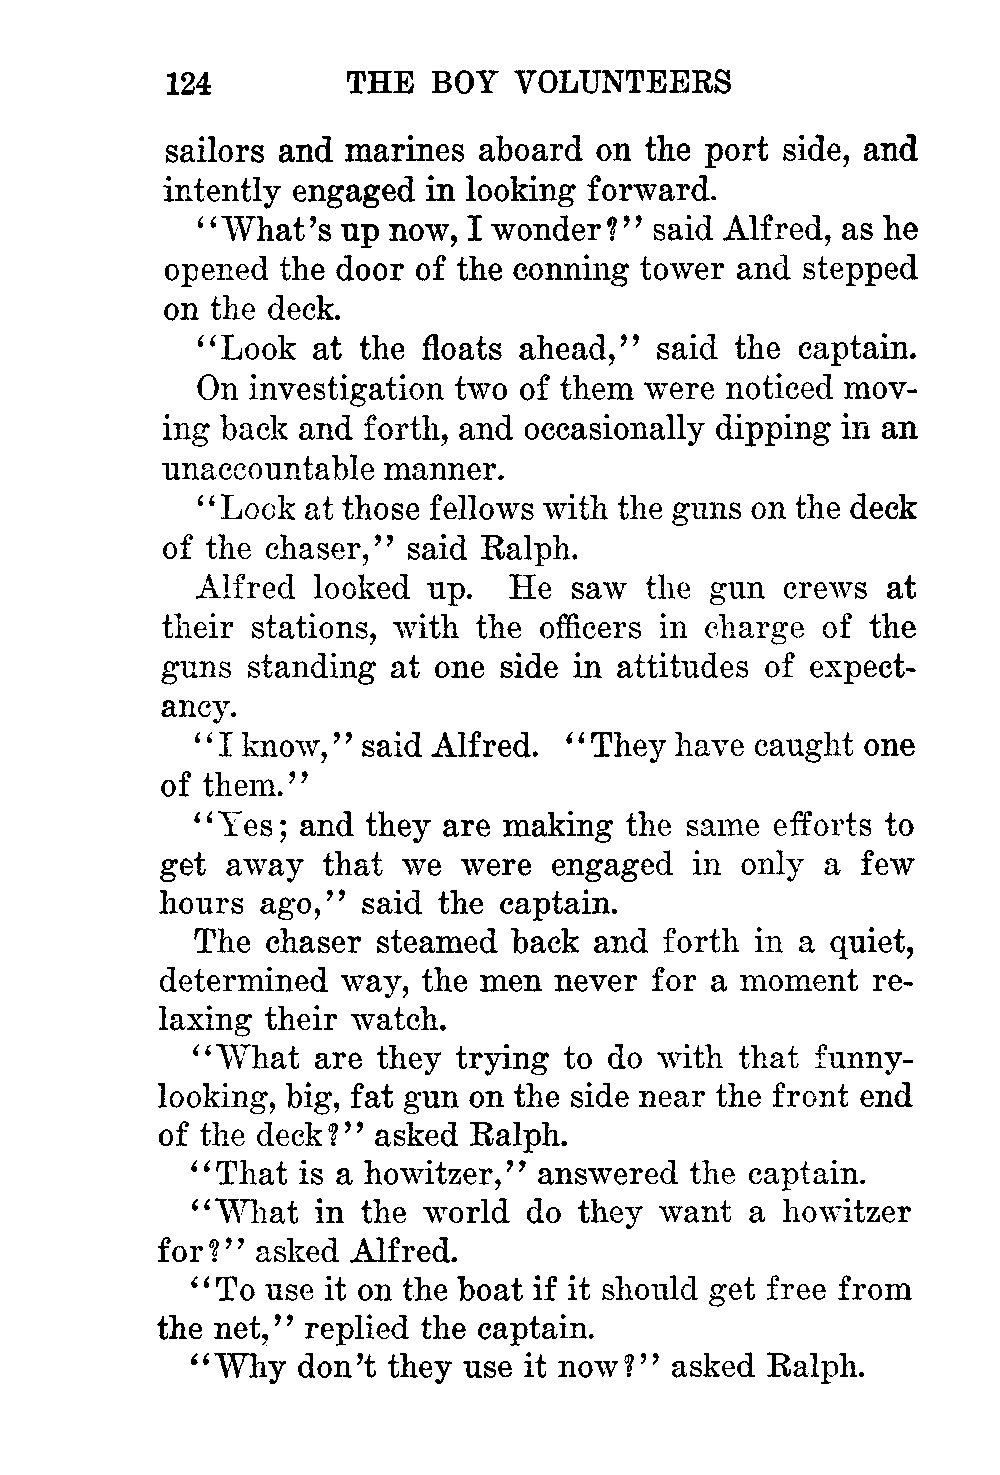 124 THE BOY VOLUNTEERS
sailors and marines aboard on the port side, and
intently engaged in looking forward.
“What’s up now, I wonder?” said Alfred, as he
opened the door of the conning tower and stepped
on the deck.
“Look at the floats ahead,” said the captain.
On investigation two of them were noticed mov-
ing back and forth, and occasionally dipping in an
unaccountable manner.
“Look at those fellows with the guns on the deck
of the chaser,” said Ralph.
Alfred looked up. He saw the gun crews at
their stations, with the officers in charge of the
guns standing at one side in attitudes of expect-
ancy.
“I know,” said Alfred. “They have caught one
of them.”
“Yes; and they are making the same efforts to
get away that we were engaged in only a few
hours ago,” said the captain.
The chaser steamed back and forth in a quiet,
determined way, the men never for a moment re-
laxing their watch.
“What are they trying to do with that funny-
looking, big, fat gun on the side near the front end
of the deck?” asked Ralph.
“That is a howitzer,” answered the captain.
“What in the world do they want a howitzer
for?” asked Alfred.
“To use it on the boat if it should get free from
the net,” replied the captain.
“Why don’t they use it now?” asked Ralph.